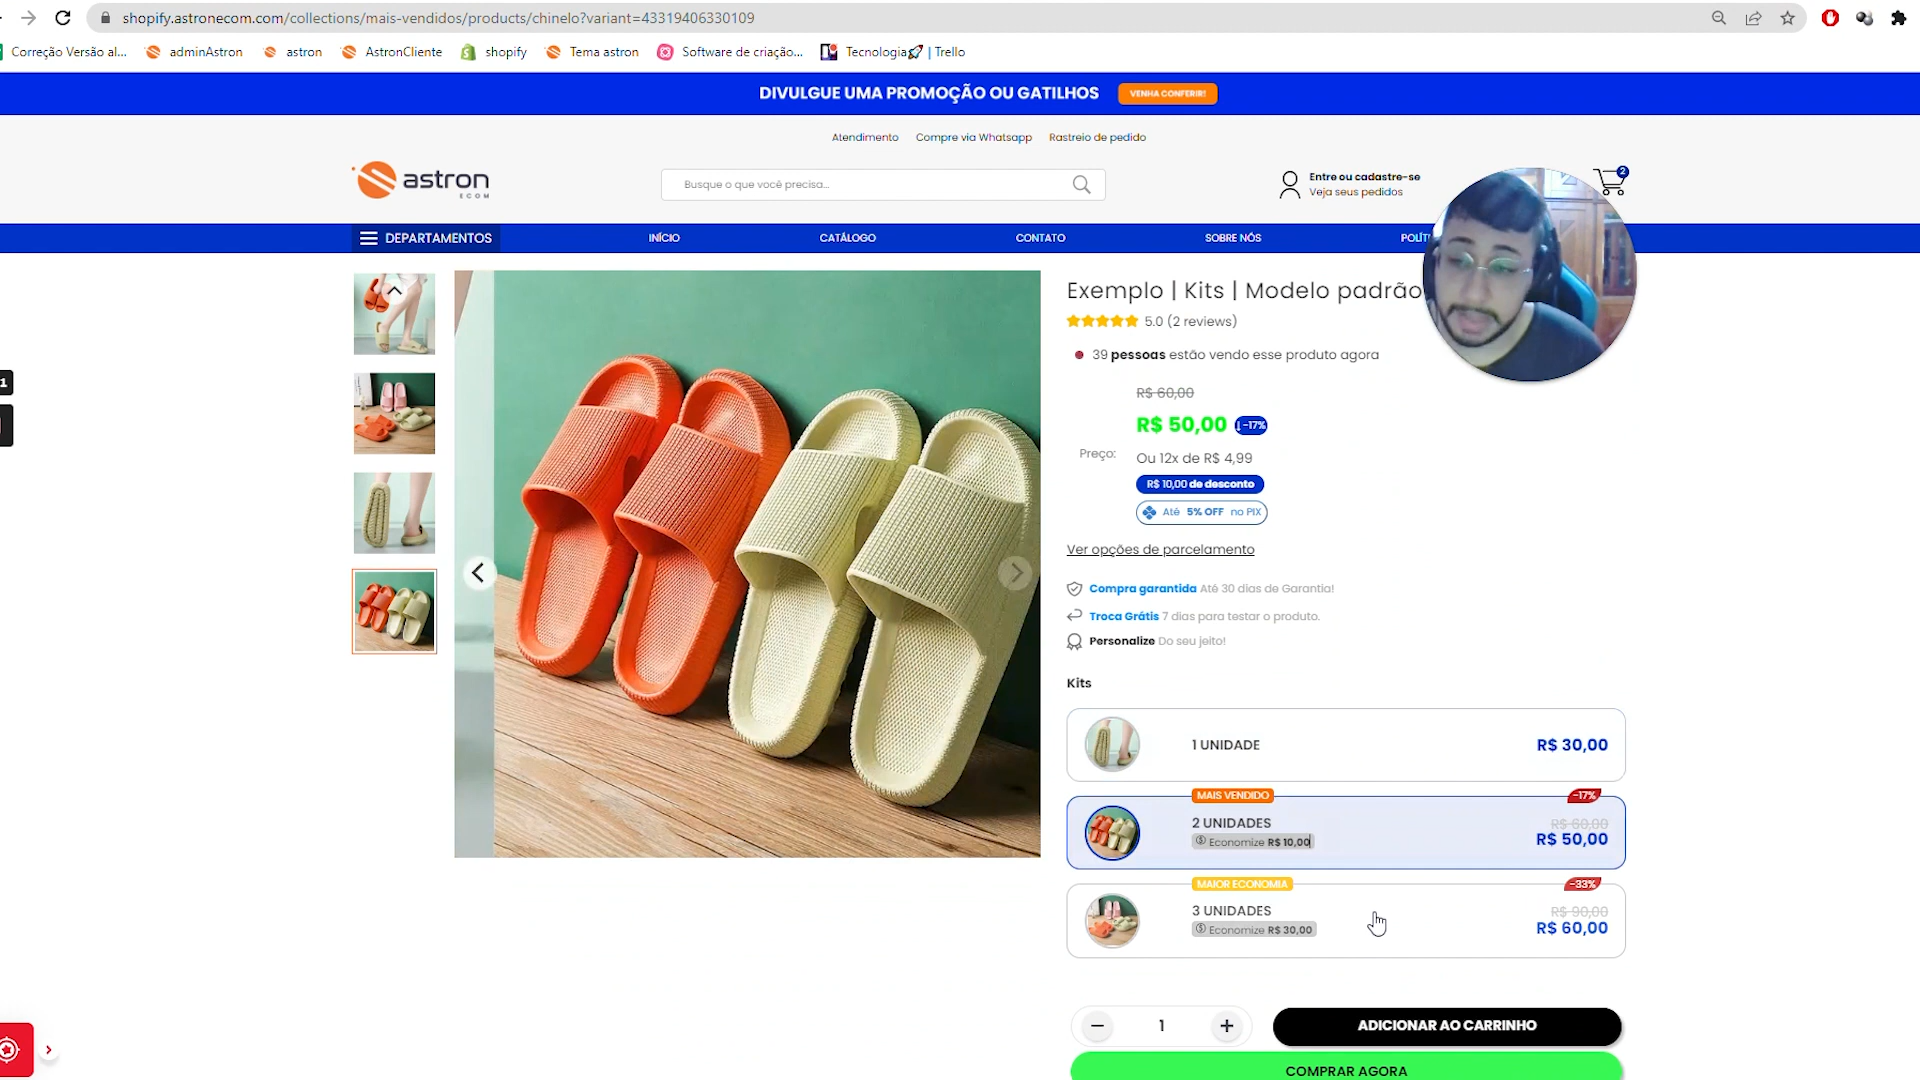 shopify.astronecom.com/collections/mais-vendidos/products/chinelo?variant=43319406330109
Correção Versão al...
adminAstron
astron
AstronCliente
shopify
Tema astron
Software de criação...
Tecnologia🚀 | Trello
DIVULGUE UMA PROMOÇÃO OU GATILHOS
VENHA CONFERIR!
Atendimento
Compre via Whatsapp
Rastreio de pedido
astron
ECOM
Busque o que você precisa...
Entre ou cadastre-se
Veja seus pedidos
2
DEPARTAMENTOS
INÍCIO
CATÁLOGO
CONTATO
SOBRE NÓS
Exemplo | Kits | Modelo padrão
5.0 (2 reviews)
39 pessoas estão vendo esse produto agora
R$ 60,00
R$ 50,00
-17%
Preço:
Ou 12x de R$ 4,99
R$ 10,00 de desconto
Até 5% OFF no PIX
Ver opções de parcelamento
Compra garantida Até 30 dias de Garantia!
Troca Grátis 7 dias para testar o produto.
Personalize Do seu jeito!
Kits
1 UNIDADE
R$ 30,00
MAIS VENDIDO
-17%
2 UNIDADES
R$ 60,00
Economize R$ 10,00
R$ 50,00
MAIOR ECONOMIA
-33%
3 UNIDADES
R$ 90,00
Economize R$ 30,00
R$ 60,00
1
ADICIONAR AO CARRINHO
COMPRAR AGORA
1